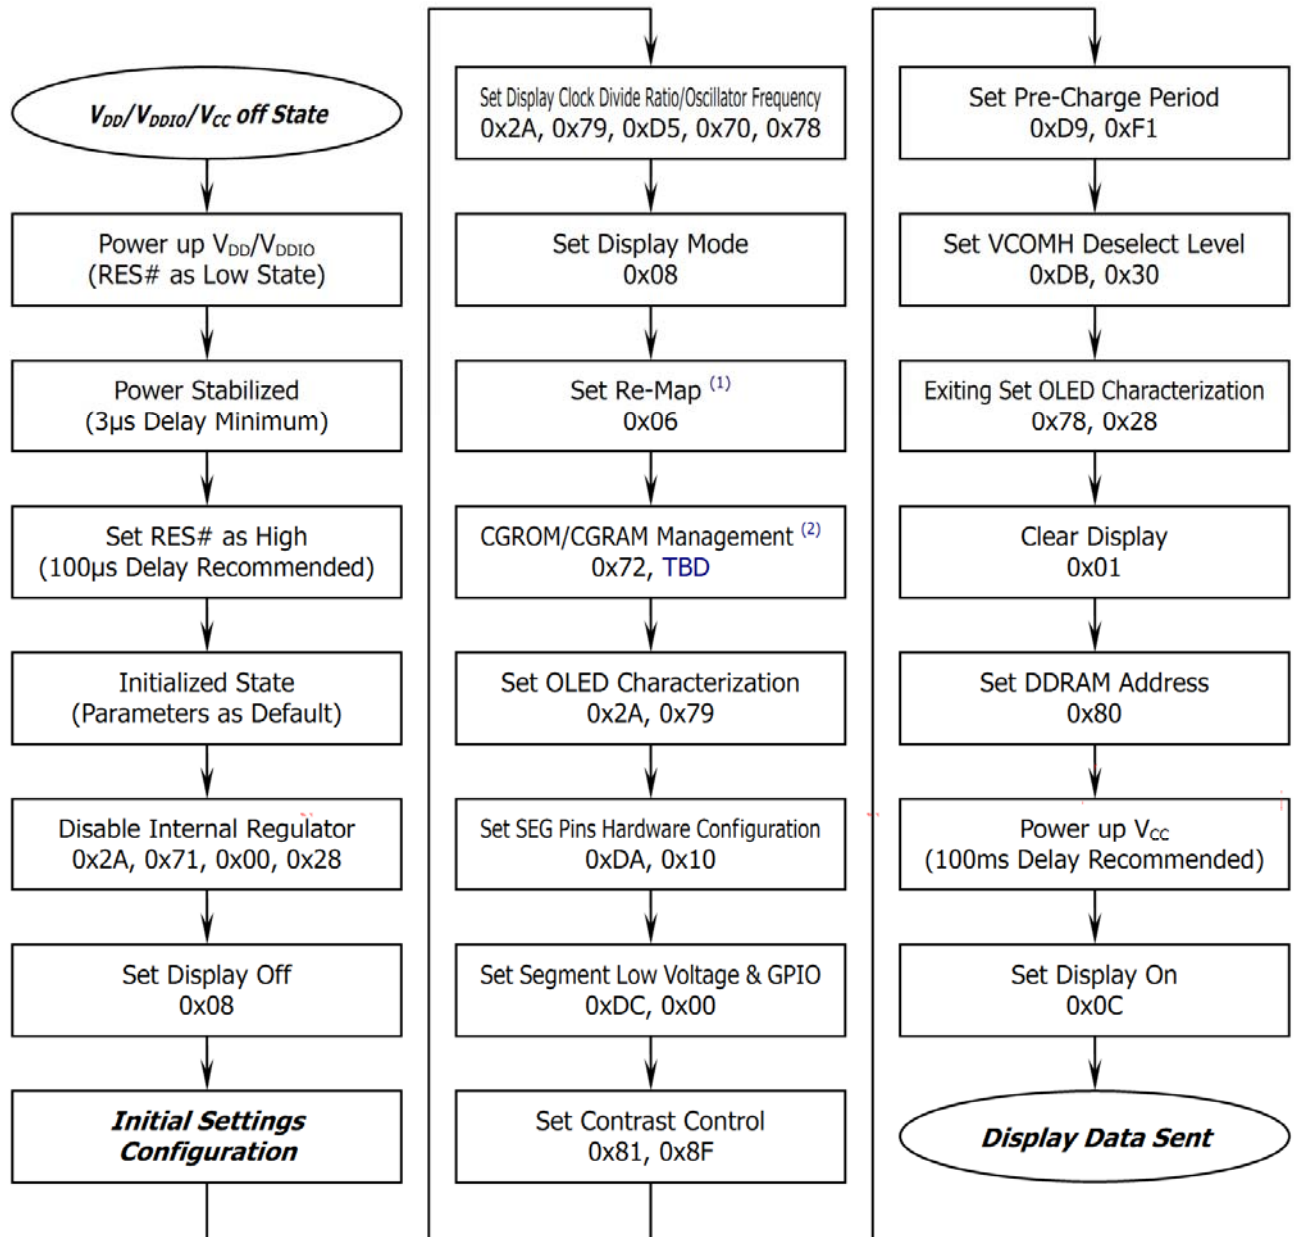 V_DD/V_DDIO/V_CC off State
Power up V_DD/V_DDIO
(RES# as Low State)
Power Stabilized
(3µs Delay Minimum)
Set RES# as High
(100µs Delay Recommended)
Initialized State
(Parameters as Default)
Disable Internal Regulator
0x2A, 0x71, 0x00, 0x28
Set Display Off
0x08
Initial Settings
Configuration
Set Display Clock Divide Ratio/Oscillator Frequency
0x2A, 0x79, 0xD5, 0x70, 0x78
Set Display Mode
0x08
Set Re-Map (1)
0x06
CGROM/CGRAM Management (2)
0x72, TBD
Set OLED Characterization
0x2A, 0x79
Set SEG Pins Hardware Configuration
0xDA, 0x10
Set Segment Low Voltage & GPIO
0xDC, 0x00
Set Contrast Control
0x81, 0x8F
Set Pre-Charge Period
0xD9, 0xF1
Set VCOMH Deselect Level
0xDB, 0x30
Exiting Set OLED Characterization
0x78, 0x28
Clear Display
0x01
Set DDRAM Address
0x80
Power up V_CC
(100ms Delay Recommended)
Set Display On
0x0C
Display Data Sent